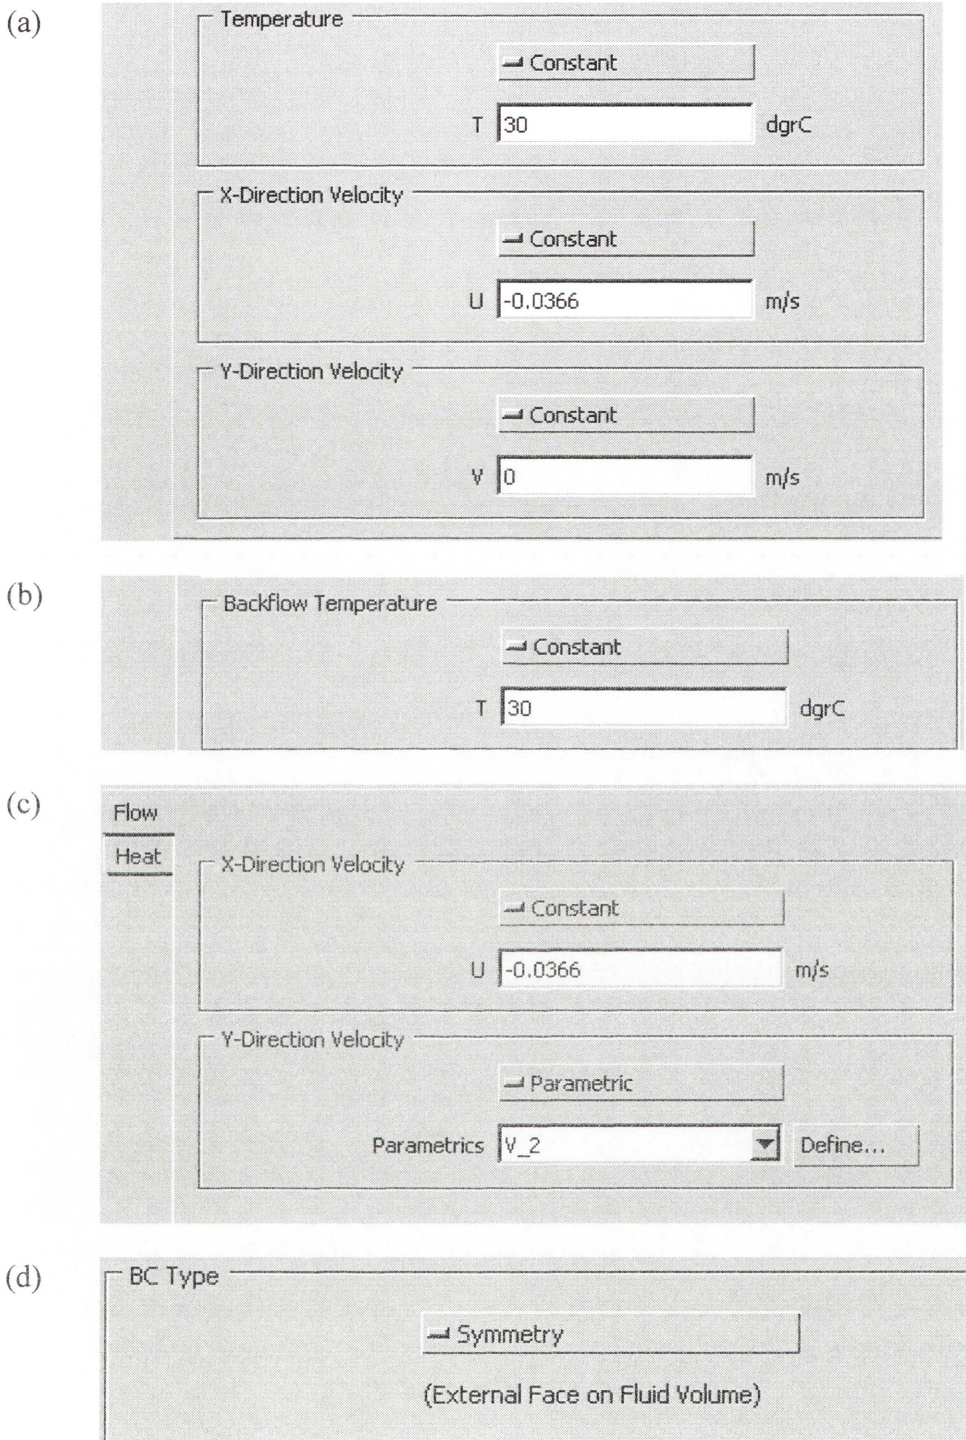 (a)
Temperature
Constant
T 30 dgrC
X-Direction Velocity
Constant
U -0.0366 m/s
Y-Direction Velocity
Constant
V 0 m/s
(b)
Backflow Temperature
Constant
T 30 dgrC
(c)
Flow
Heat
X-Direction Velocity
Constant
U -0.0366 m/s
Y-Direction Velocity
Parametric
Parametrics V_2 Define...
(d)
BC Type
Symmetry
(External Face on Fluid Volume)